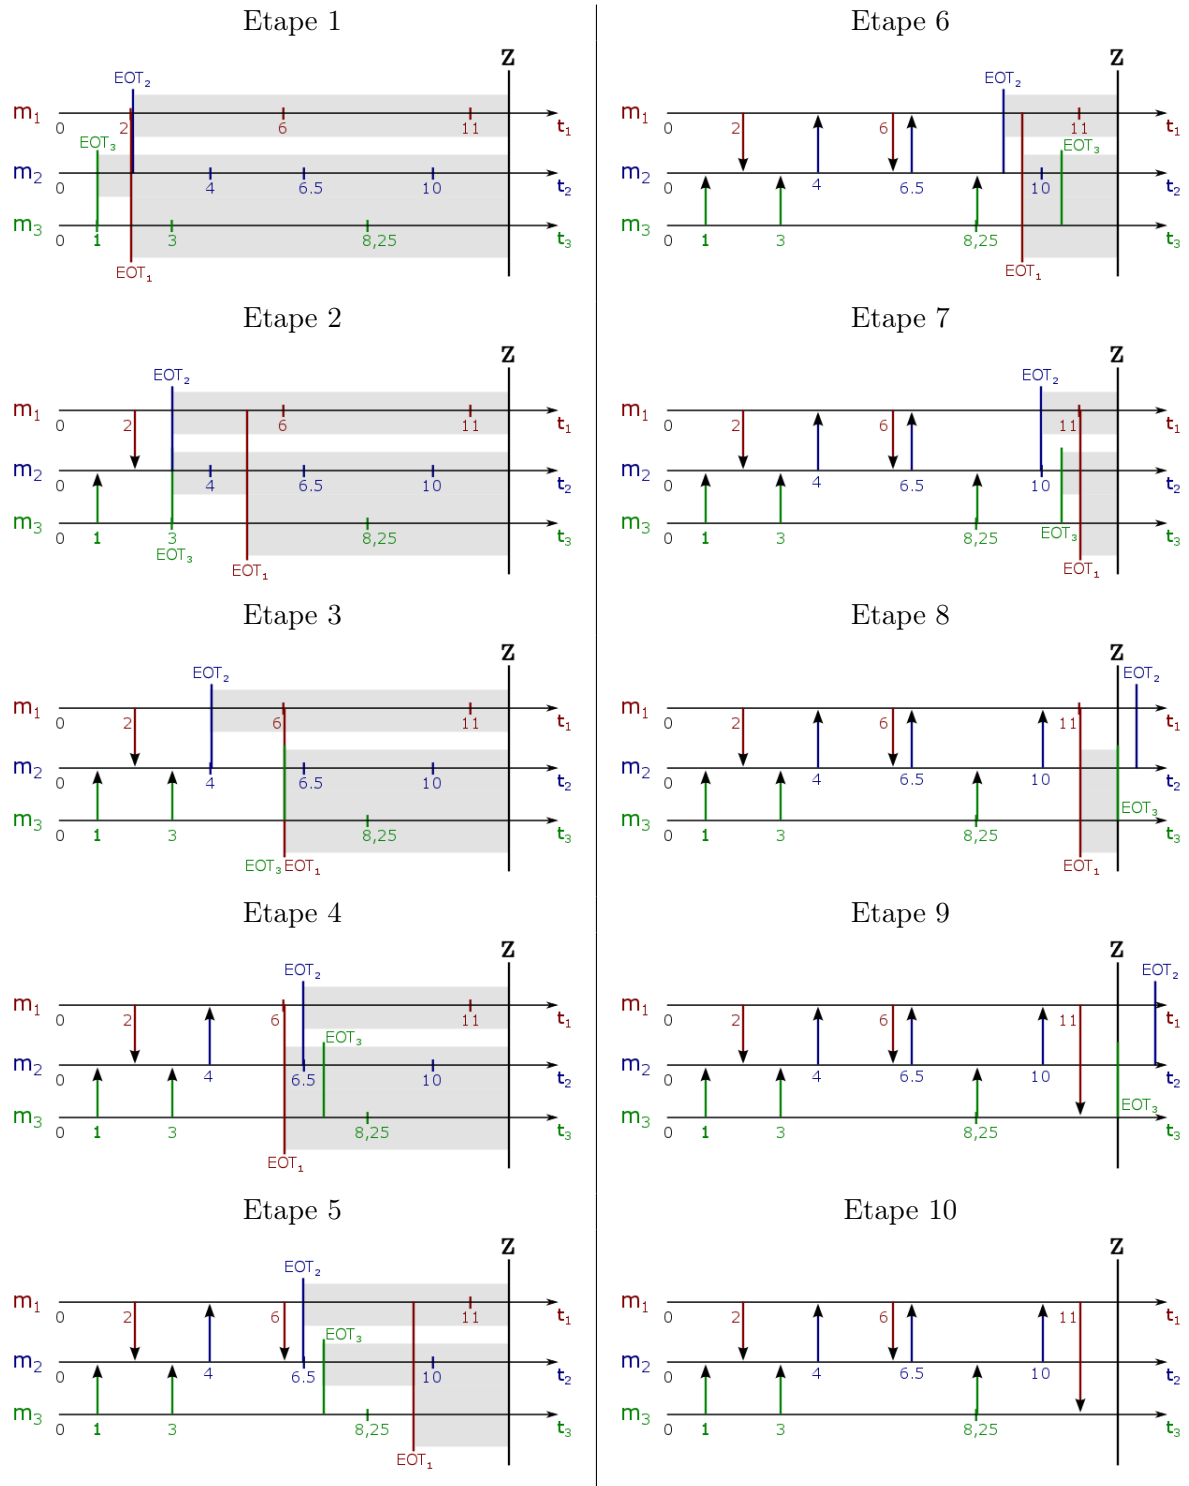 Etape 1
Z
EOT₂
m₁ 0 2 6 11 t₁
EOT₃
m₂ 0 4 6.5 10 t₂
m₃ 0 1 3 8,25 t₃
EOT₁
Etape 2
Z
EOT₂
m₁ 0 2 6 11 t₁
m₂ 0 4 6.5 10 t₂
m₃ 0 1 3 8,25 t₃
EOT₃ EOT₁
Etape 3
Z
EOT₂
m₁ 0 2 6 11 t₁
m₂ 0 4 6.5 10 t₂
m₃ 0 1 3 8,25 t₃
EOT₃ EOT₁
Etape 4
Z
EOT₂
m₁ 0 2 6 11 t₁
EOT₃
m₂ 0 4 6.5 10 t₂
m₃ 0 1 3 8,25 t₃
EOT₁
Etape 5
Z
EOT₂
m₁ 0 2 6 11 t₁
EOT₃
m₂ 0 4 6.5 10 t₂
m₃ 0 1 3 8,25 t₃
EOT₁
Etape 6
Z
EOT₂
m₁ 0 2 6 11 t₁
EOT₃
m₂ 0 4 6.5 10 t₂
m₃ 0 1 3 8,25 t₃
EOT₁
Etape 7
Z
EOT₂
m₁ 0 2 6 11 t₁
m₂ 0 4 6.5 10 t₂
m₃ 0 1 3 8,25 EOT₃ t₃
EOT₁
Etape 8
Z
EOT₂
m₁ 0 2 6 11 t₁
m₂ 0 4 6.5 10 t₂
EOT₃
m₃ 0 1 3 8,25 t₃
EOT₁
Etape 9
Z
EOT₂
m₁ 0 2 6 11 t₁
m₂ 0 4 6.5 10 t₂
EOT₃
m₃ 0 1 3 8,25 t₃
Etape 10
Z
m₁ 0 2 6 11 t₁
m₂ 0 4 6.5 10 t₂
m₃ 0 1 3 8,25 t₃